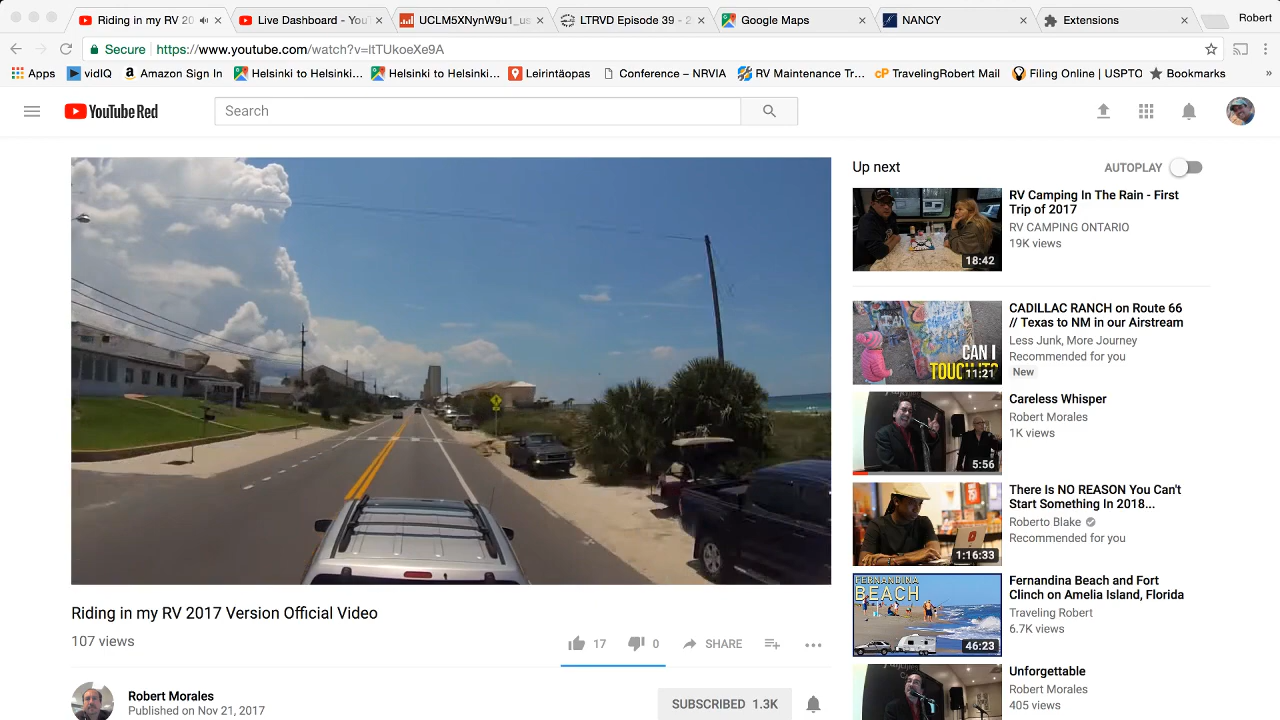 Riding in my RV 20
Live Dashboard - You
UCLM5XNynW9u1_us
LTRVD Episode 39 - 2
Google Maps
NANCY
Extensions
Robert
Secure
https://www.youtube.com/watch?v=ltTUkoeXe9A
Apps
vidIQ
Amazon Sign In
Helsinki to Helsinki…
Helsinki to Helsinki…
Leirintäopas
Conference – NRVIA
RV Maintenance Tr…
TravelingRobert Mail
Filing Online | USPTO
Bookmarks
»
YouTube Red
Search
Up next
AUTOPLAY
RV Camping In The Rain - First
Trip of 2017
RV CAMPING ONTARIO
19K views
18:42
CADILLAC RANCH on Route 66
// Texas to NM in our Airstream
Less Junk, More Journey
Recommended for you
New
CAN I
TOUCH IT?
11:21
Careless Whisper
Robert Morales
1K views
5:56
There Is NO REASON You Can't
Start Something In 2018...
Roberto Blake
Recommended for you
1:16:33
Fernandina Beach and Fort
Clinch on Amelia Island, Florida
Traveling Robert
6.7K views
FERNANDINA
BEACH
46:23
Unforgettable
Robert Morales
405 views
Riding in my RV 2017 Version Official Video
107 views
17
0
SHARE
Robert Morales
Published on Nov 21, 2017
SUBSCRIBED 1.3K